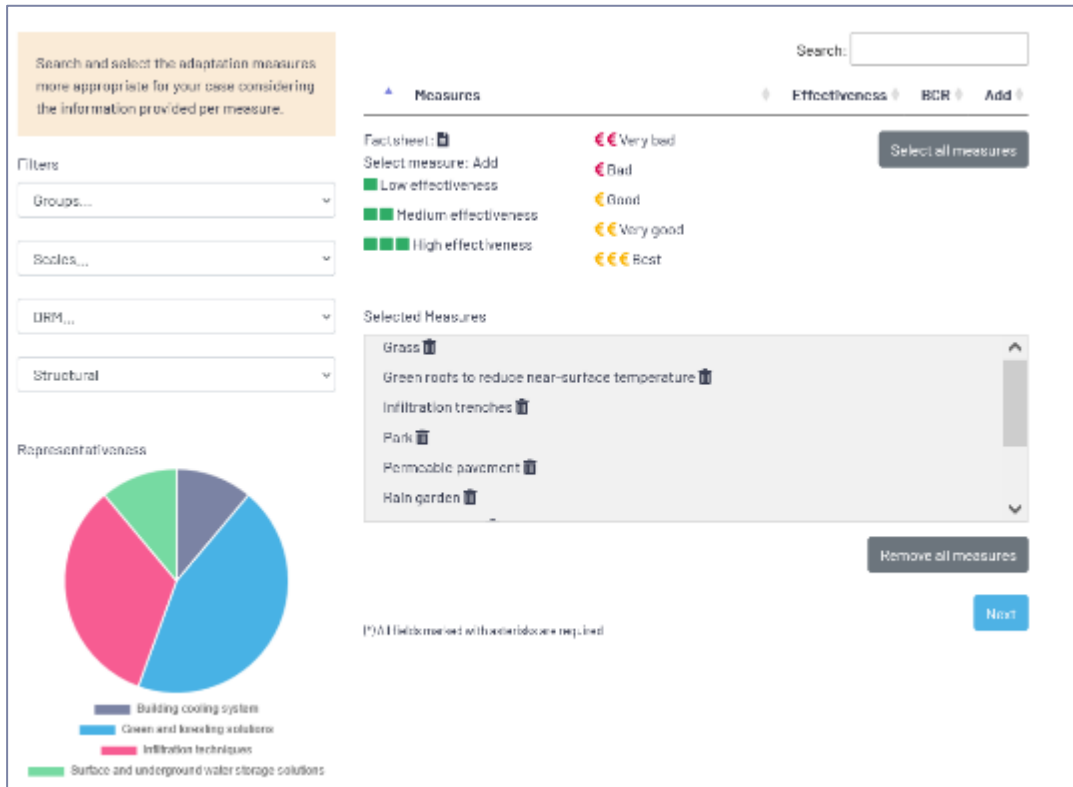 Search and select the adaptation measures
more appropriate for your case considering
the information provided per measure.
Filters
Groups...
Scales...
DRM...
Structural
Representativeness
Building cooling system
Green and foresting solutions
Infiltration techniques
Surface and underground water storage solutions
Search:
Measures Effectiveness BCR Add
Factsheet:
Select measure: Add
Low effectiveness
Medium effectiveness
High effectiveness
€€ Very bad
€ Bad
€ Good
€€ Very good
€€€ Best
Select all measures
Selected Measures
Grass
Green roofs to reduce near-surface temperature
Infiltration trenches
Park
Permeable pavement
Rain garden
Remove all measures
Next
(*) All fields marked with asterisks are required